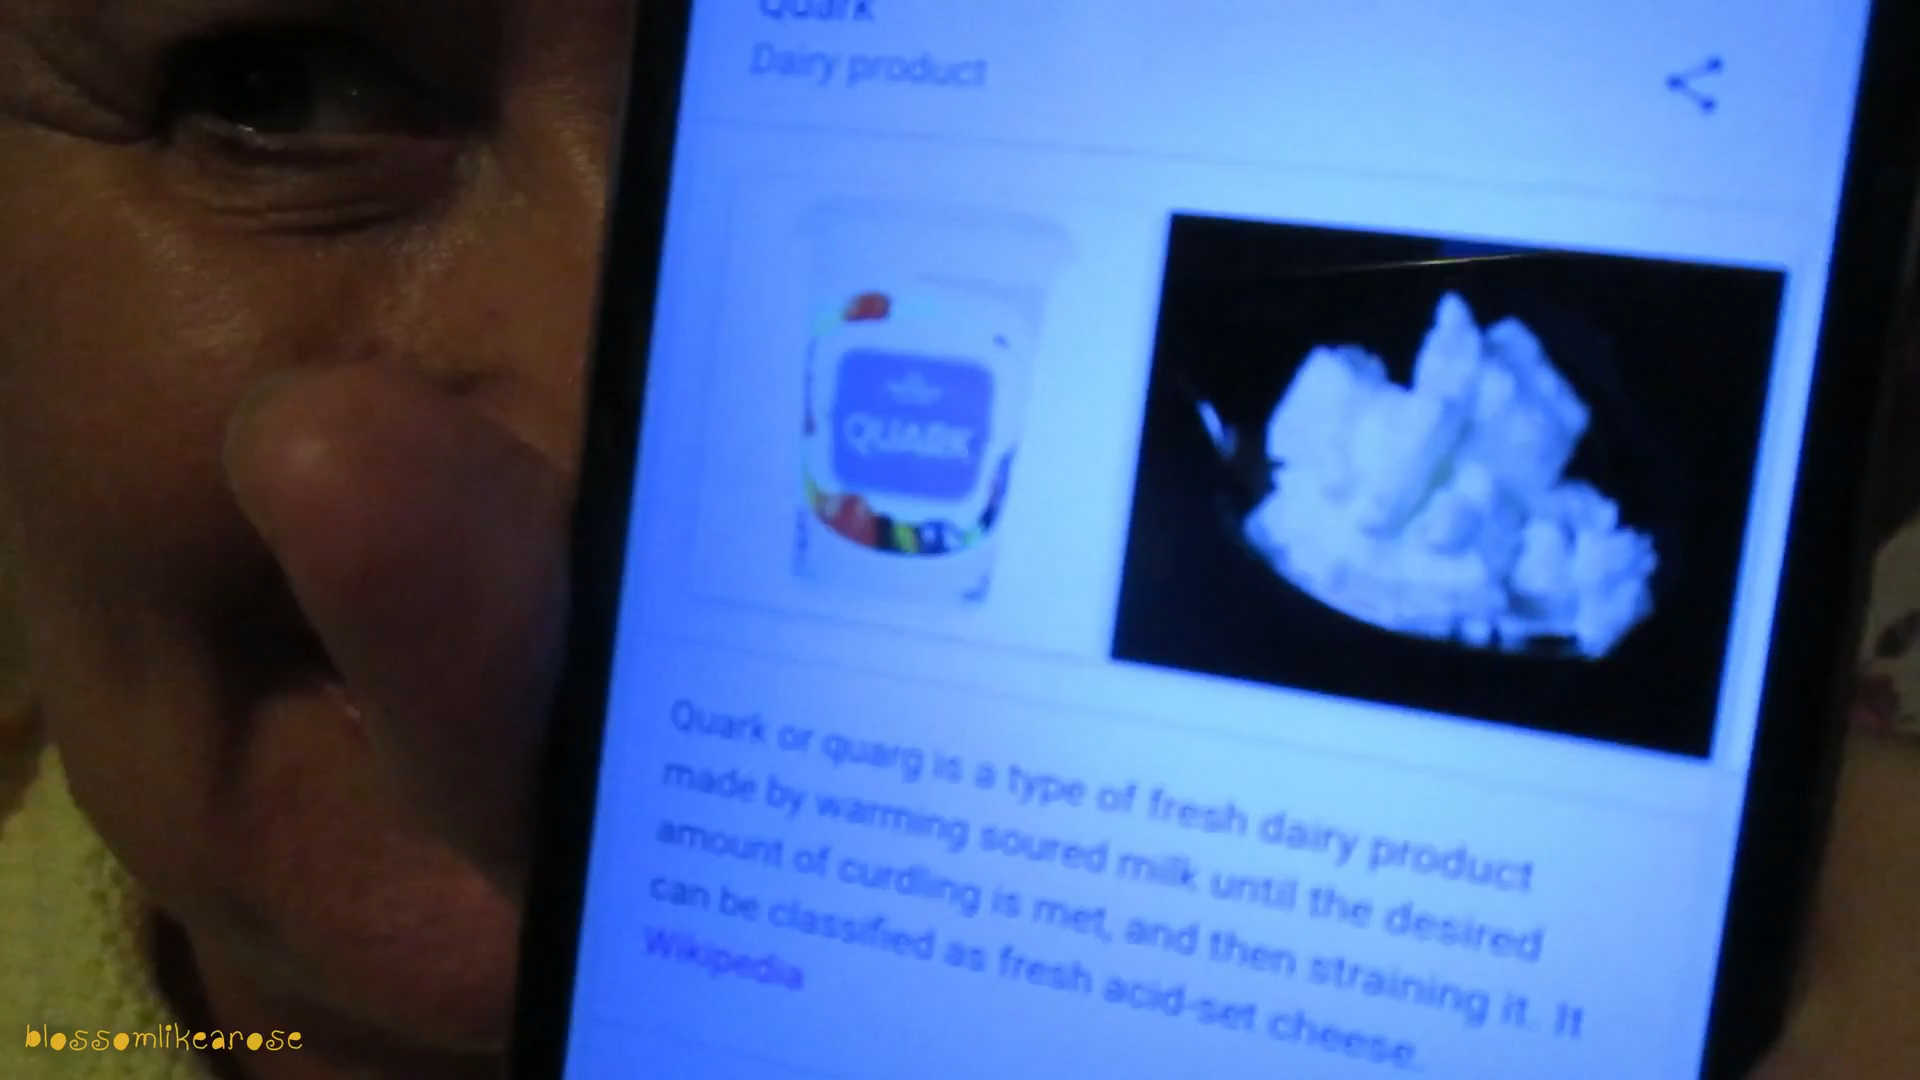 Quark
Dairy product
QUARK
Quark or quarg is a type of fresh dairy product
made by warming soured milk until the desired
amount of curdling is met, and then straining it. It
can be classified as fresh acid-set cheese.
Wikipedia
blossomlikearose